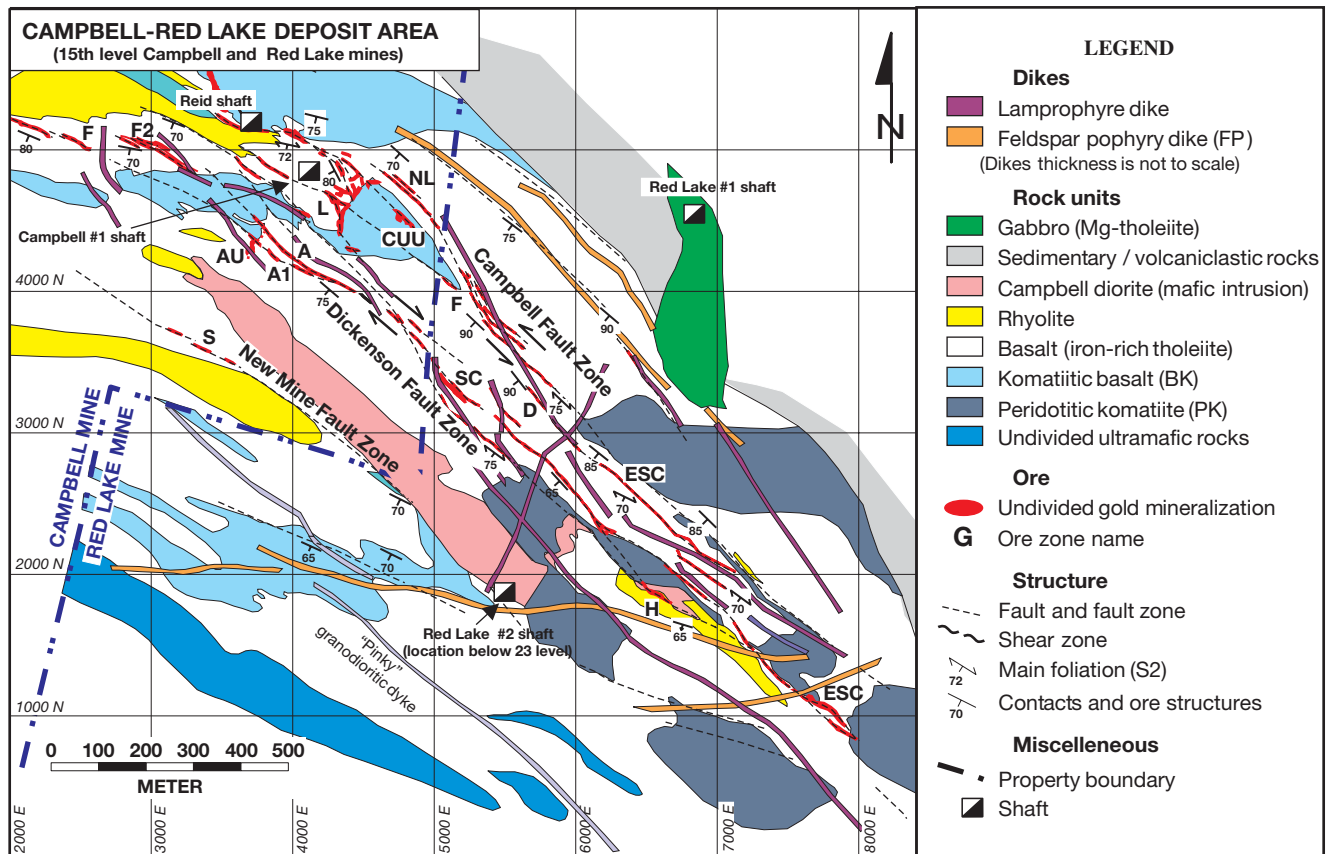 CAMPBELL-RED LAKE DEPOSIT AREA
(15th level Campbell and Red Lake mines)
Reid shaft
75
N
F
F2
70
80
70
72
80
70
NL
L
Red Lake #1 shaft
Campbell #1 shaft
CUU
75
AU
A
A1
4000 N
75
F
Campbell Fault Zone
90
90
Dickenson Fault Zone
S
New Mine Fault Zone
SC
90
D
75
3000 N
CAMPBELL MINE
RED LAKE MINE
75
65
85
ESC
70
70
85
65
70
2000 N
H
65
70
Red Lake #2 shaft
(location below 23 level)
"Pinky"
granodioritic dyke
ESC
1000 N
0 100 200 300 400 500
METER
2000 E
3000 E
4000 E
5000 E
6000 E
7000 E
8000 E
LEGEND
Dikes
Lamprophyre dike
Feldspar pophyry dike (FP)
(Dikes thickness is not to scale)
Rock units
Gabbro (Mg-tholeiite)
Sedimentary / volcaniclastic rocks
Campbell diorite (mafic intrusion)
Rhyolite
Basalt (iron-rich tholeiite)
Komatiitic basalt (BK)
Peridotitic komatiite (PK)
Undivided ultramafic rocks
Ore
Undivided gold mineralization
G Ore zone name
Structure
Fault and fault zone
Shear zone
72 Main foliation (S2)
70 Contacts and ore structures
Miscelleneous
Property boundary
Shaft